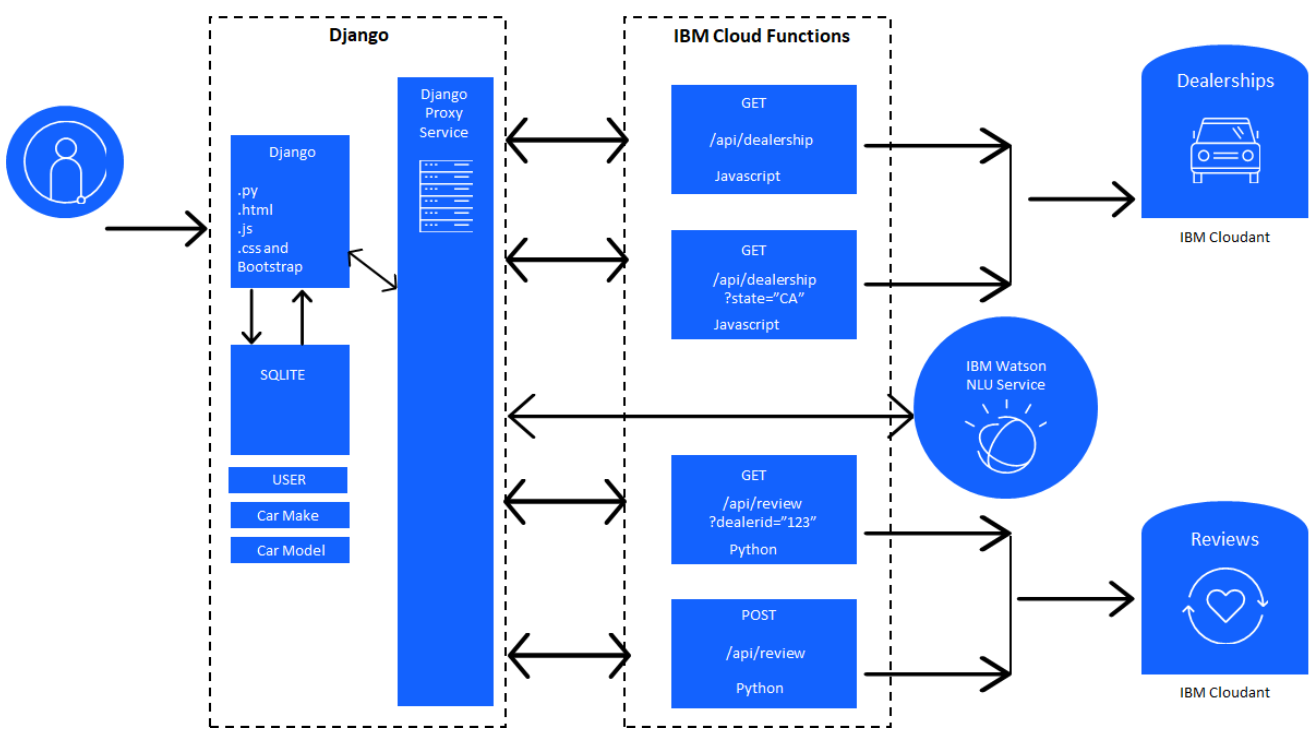 Django
Django
.py
.html
.js
.css and
Bootstrap
SQLITE
USER
Car Make
Car Model
Django
Proxy
Service
IBM Cloud Functions
GET
/api/dealership
Javascript
GET
/api/dealership
?state=”CA”
Javascript
GET
/api/review
?dealerid=”123”
Python
POST
/api/review
Python
Dealerships
IBM Cloudant
IBM Watson
NLU Service
Reviews
IBM Cloudant